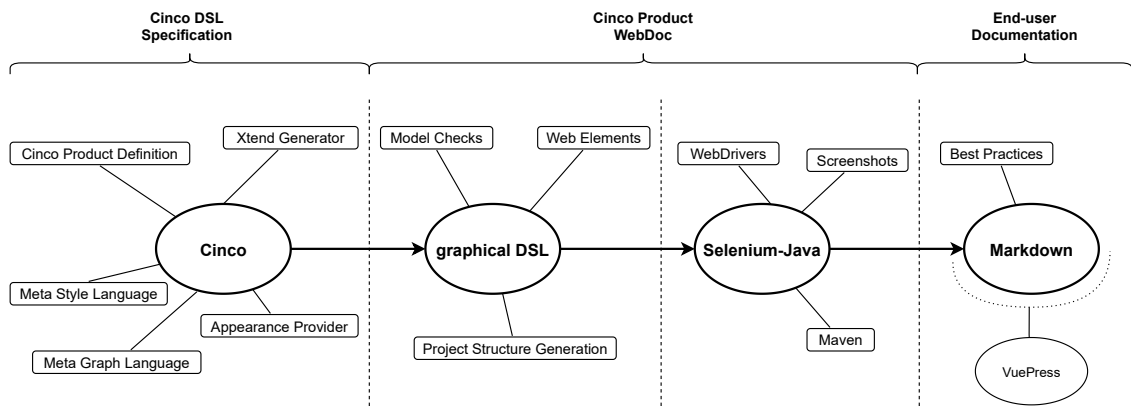 Cinco DSL
Specification
Cinco Product
WebDoc
End-user
Documentation
Xtend Generator
Cinco Product Definition
Cinco
Meta Style Language
Appearance Provider
Meta Graph Language
Model Checks
Web Elements
graphical DSL
Project Structure Generation
WebDrivers
Screenshots
Selenium-Java
Maven
Best Practices
Markdown
VuePress